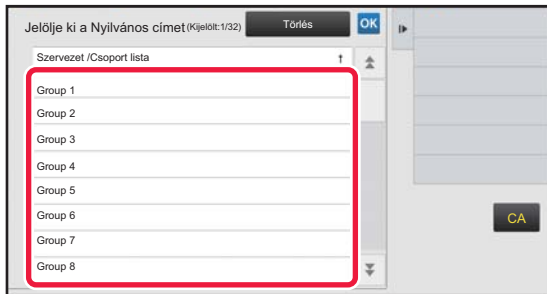 Jelölje ki a Nyilvános címet (Kijelölt:1/32) Törlés OK
Szervezet /Csoport lista ↑
Group 1
Group 2
Group 3
Group 4
Group 5
Group 6
Group 7
Group 8
CA